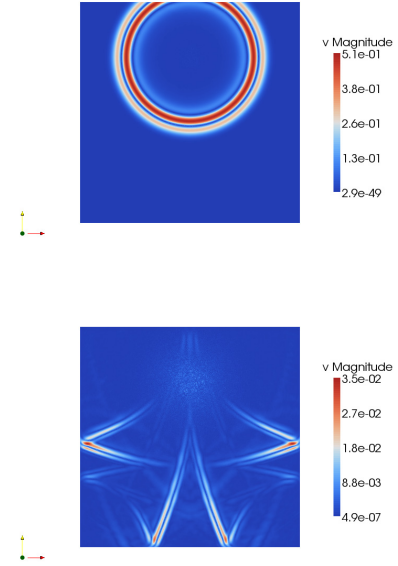 v Magnitude
5.1e-01
3.8e-01
2.6e-01
1.3e-01
2.9e-49
v Magnitude
3.5e-02
2.7e-02
1.8e-02
8.8e-03
4.9e-07